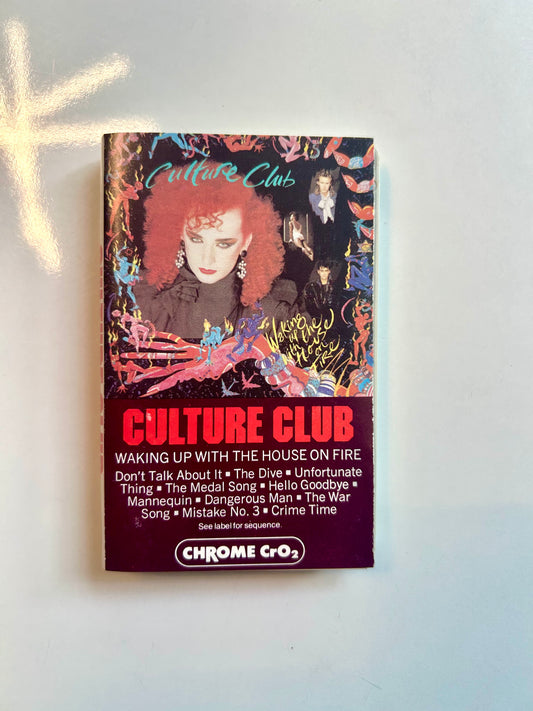 Culture Club
Waking
up with
the House
on Fire
CULTURE CLUB
WAKING UP WITH THE HOUSE ON FIRE
Don't Talk About It ▪ The Dive ▪ Unfortunate
Thing ▪ The Medal Song ▪ Hello Goodbye ▪
Mannequin ▪ Dangerous Man ▪ The War
Song ▪ Mistake No. 3 ▪ Crime Time
See label for sequence.
CHROME CrO₂